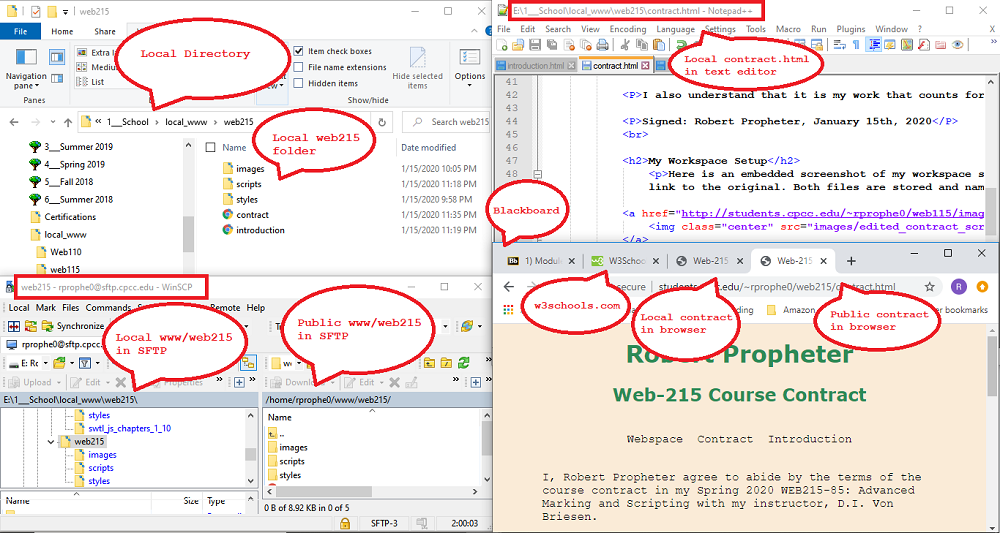 web215
File
Local Directory
Navigation pane
Panes
Extra l
Mediu
List
Item check boxes
File name extensions
Hidden items
Show/hide
Hide selected items
Options
1___School > local_www > web215
Search web215
Local web215 folder
Name
Date modified
3___Summer 2019
4___Spring 2019
5___Fall 2018
6___Summer 2018
Certifications
local_www
Web110
web115
images
1/15/2020 10:05 PM
scripts
1/15/2020 11:18 PM
styles
1/15/2020 9:58 PM
contract
1/15/2020 11:35 PM
introduction
1/15/2020 11:19 PM
E:\1___School\local_www\web215\contract.html - Notepad++
File Edit Search View Encoding Language Settings Tools Macro Run Plugins Window ?
introduction.html
contract.html
Local contract.html
in text editor
41
42 <P>I also understand that it is my work that counts for
43
44 <P>Signed: Robert Propheter, January 15th, 2020</P>
45 <br>
46
47 <h2>My Workspace Setup</h2>
48 <p>Here is an embedded screenshot of my workspace s
link to the original. Both files are stored and nam
<a href="http://students.cpcc.edu/~rprophe0/web115/imag
<img class="center" src="images/edited_contract_scr
</a>
Blackboard
web215 - rprophe0@sftp.cpcc.edu - WinSCP
Local Mark Files Commands
Remote Help
Synchronize
rprophe0@sftp.cpcc.
Local www/web215
in SFTP
Public www/web215
in SFTP
E: Ro
we
Upload
Edit
Properties
Download
Edit
E:\1___School\local_www\web215\
styles
swtl_js_chapters_1_10
web215
images
scripts
styles
Name
Size
Type
/home/rprophe0/www/web215/
Name
..
images
scripts
styles
0 B of 8.92 KB in 0 of 5
SFTP-3
2:00:03
Bb 1) Module
W3Scho
Web-215
Web-215
secure
~rprophe0/web215/
w3schools.com
Local contract
in browser
Public contract
in browser
R
Amazon
bookmarks
Robert Propheter
Web-215 Course Contract
Webspace Contract Introduction
I, Robert Propheter agree to abide by the terms of the
course contract in my Spring 2020 WEB215-85: Advanced
Marking and Scripting with my instructor, D.I. Von
Briesen.